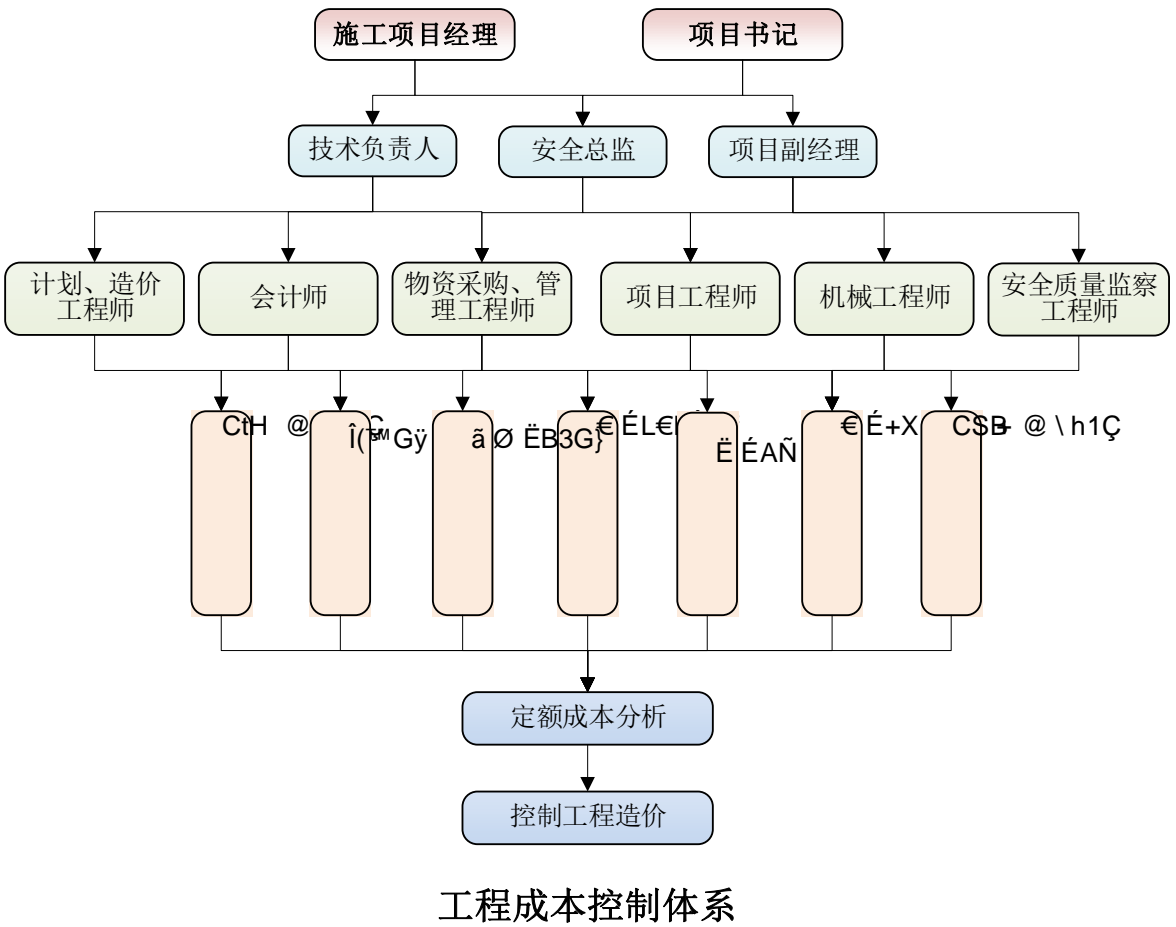 施工项目经理
项目书记
技术负责人
安全总监
项目副经理
计划、造价
工程师
会计师
物资采购、管
理工程师
项目工程师
机械工程师
安全质量监察
工程师
定额成本分析
控制工程造价
工程成本控制体系